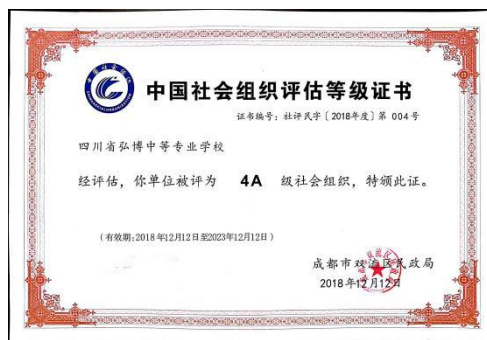 中国社会组织评估等级证书
证书编号：社评民字〔2018年度〕第 004号
四川省弘博中等专业学校
经评估，你单位被评为 4A 级社会组织，特颁此证。
（有效期:2018年12月12日至2023年12月12日）
成都市双流区民政局
2018年12月12日